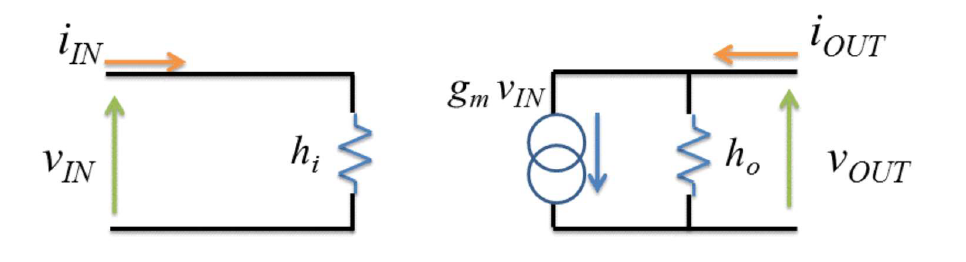 i_IN
i_OUT
g_m v_IN
v_IN
h_i
h_o
v_OUT